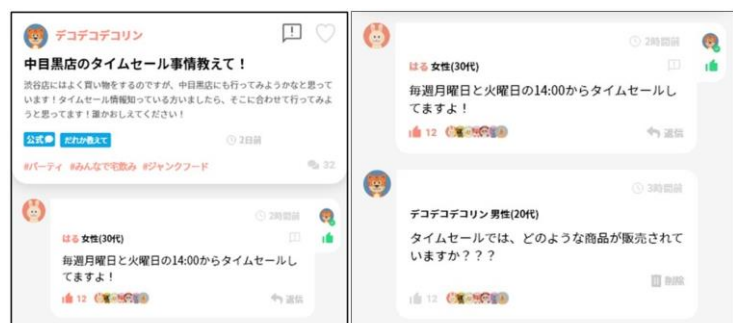 デコデコデコリン
中目黒店のタイムセール事情教えて！
渋谷店にはよく買い物をするのですが、中目黒店にも行ってみようかなと思って
います！タイムセール情報知っている方いましたら、そこに合わせて行ってみよ
うと思ってます！誰かおしえてください！
公式 だれか教えて
2日前
#パーティ #みんなで宅飲み #ジャンクフード
32
2時間前
はる 女性(30代)
毎週月曜日と火曜日の14:00からタイムセールし
てますよ！
12
返信
2時間前
はる 女性(30代)
毎週月曜日と火曜日の14:00からタイムセールし
てますよ！
12
返信
3時間前
デコデコデコリン 男性(20代)
タイムセールでは、どのような商品が販売されて
いますか？？？
削除
12